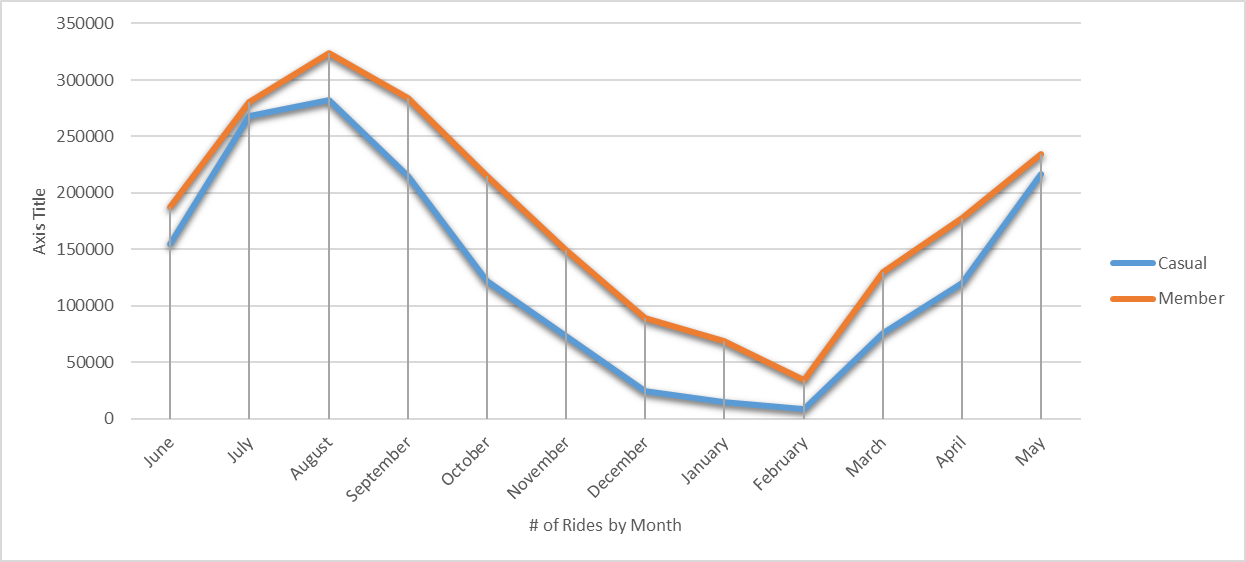 350000
300000
250000
200000
150000
100000
50000
0
Axis Title
June
July
August
September
October
November
December
January
February
March
April
May
# of Rides by Month
Casual
Member